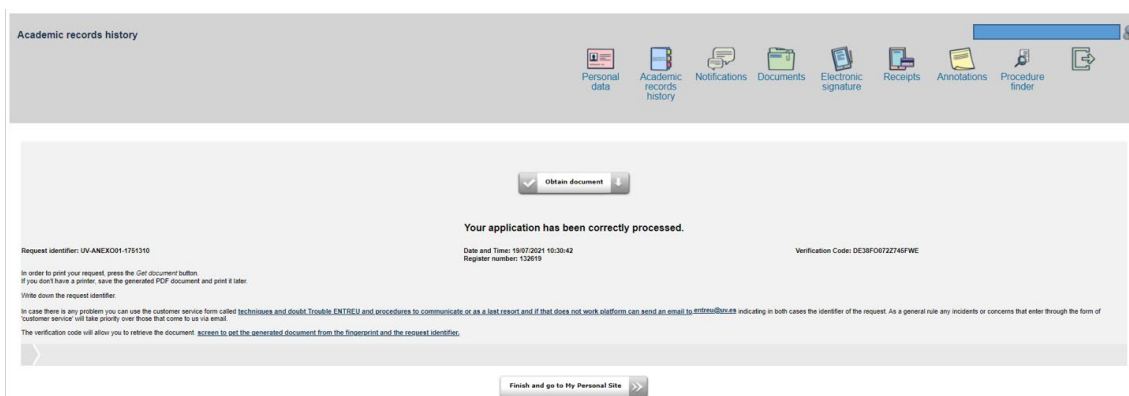 Academic records history
Personal data
Academic records history
Notifications
Documents
Electronic signature
Receipts
Annotations
Procedure finder
Obtain document
Your application has been correctly processed.
Request identifier: UV-ANEXO01-1751310
Date and Time: 19/07/2021 10:30:42
Register number: 132619
Verification Code: DE38FO072Z745FWE
In order to print your request, press the Get document button.
If you don't have a printer, save the generated PDF document and print it later.
Write down the request identifier.
In case there is any problem you can use the customer service form called techniques and doubt Trouble ENTREU and procedures to communicate or as a last resort and if that does not work platform can send an email to entreu@uv.es indicating in both cases the identifier of the request. As a general rule any incidents or concerns that enter through the form of
'customer service' will take priority over those that come to us via email.
The verification code will allow you to retrieve the document. screen to get the generated document from the fingerprint and the request identifier.
Finish and go to My Personal Site